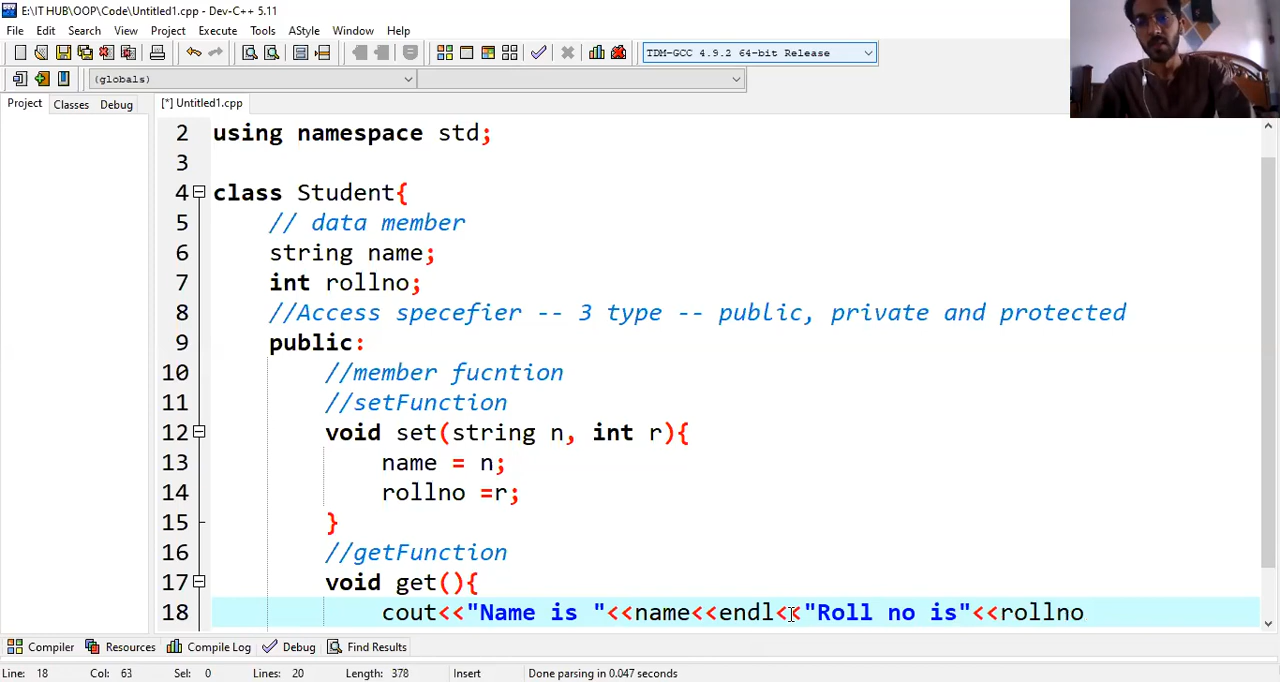 E:\IT HUB\OOP\Code\Untitled1.cpp - Dev-C++ 5.11
File Edit Search View Project Execute Tools AStyle Window Help
TDM-GCC 4.9.2 64-bit Release
(globals)
Project Classes Debug [*] Untitled1.cpp
2 using namespace std;
3
4 class Student{
5 // data member
6 string name;
7 int rollno;
8 //Access specefier -- 3 type -- public, private and protected
9 public:
10 //member fucntion
11 //setFunction
12 void set(string n, int r){
13 name = n;
14 rollno =r;
15 }
16 //getFunction
17 void get(){
18 cout<<"Name is "<<name<<endl<<"Roll no is"<<rollno
Compiler Resources Compile Log Debug Find Results
Line: 18 Col: 63 Sel: 0 Lines: 20 Length: 378 Insert Done parsing in 0.047 seconds